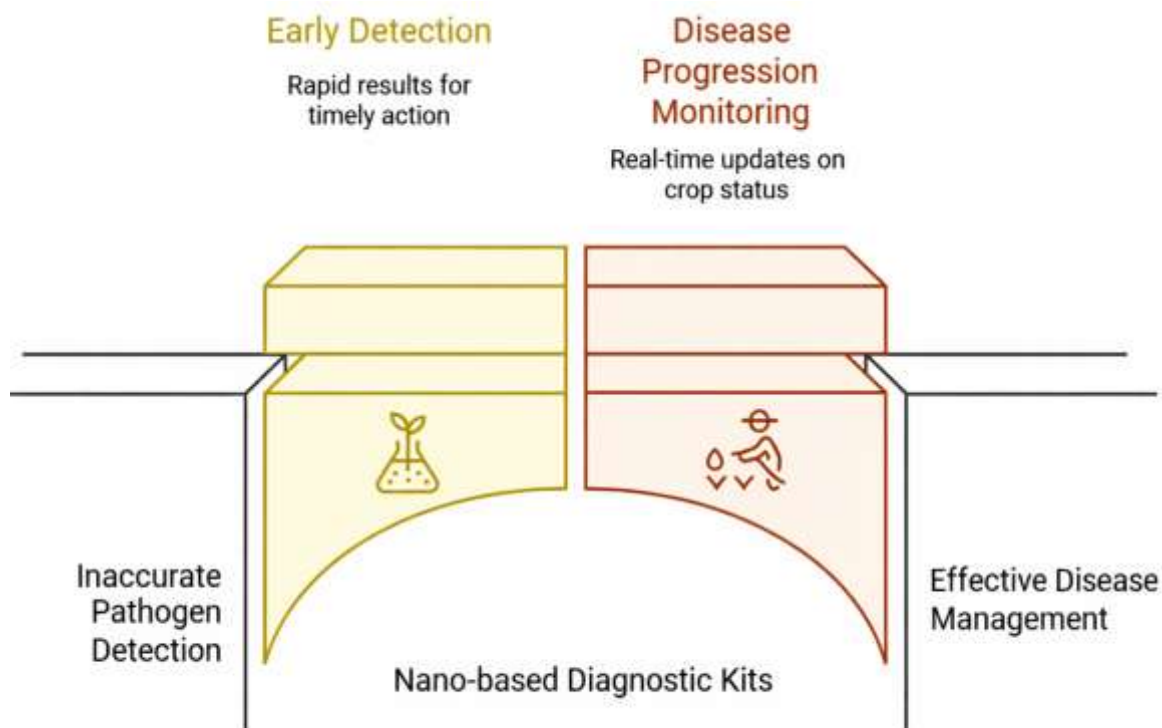 Early Detection
Rapid results for
timely action
Disease
Progression
Monitoring
Real-time updates on
crop status
Inaccurate
Pathogen
Detection
Effective Disease
Management
Nano-based Diagnostic Kits